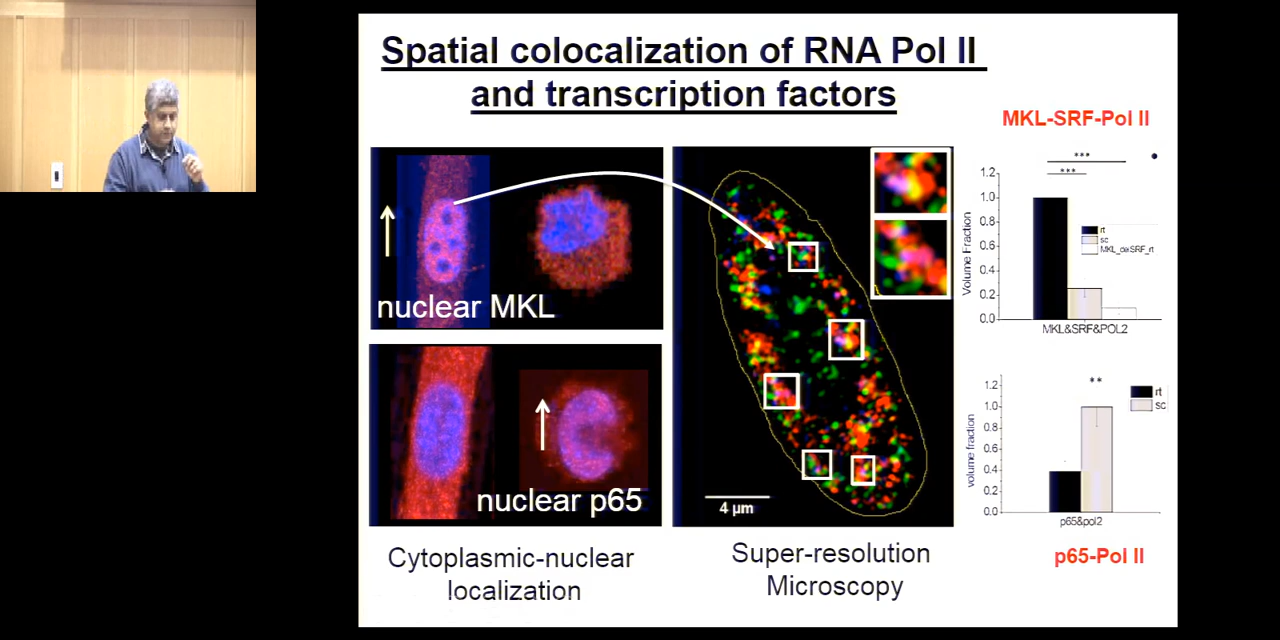 Spatial colocalization of RNA Pol II
and transcription factors
MKL-SRF-Pol II
nuclear MKL
nuclear p65
4 µm
***
***
Volume Fraction
1.2
1.0
0.8
0.6
0.4
0.2
0.0
rt
sc
MKL_delSRF_rt
MKL&SRF&POL2
**
volume fraction
1.2
1.0
0.8
0.6
0.4
0.2
0.0
rt
sc
p65&pol2
p65-Pol II
Cytoplasmic-nuclear
localization
Super-resolution
Microscopy